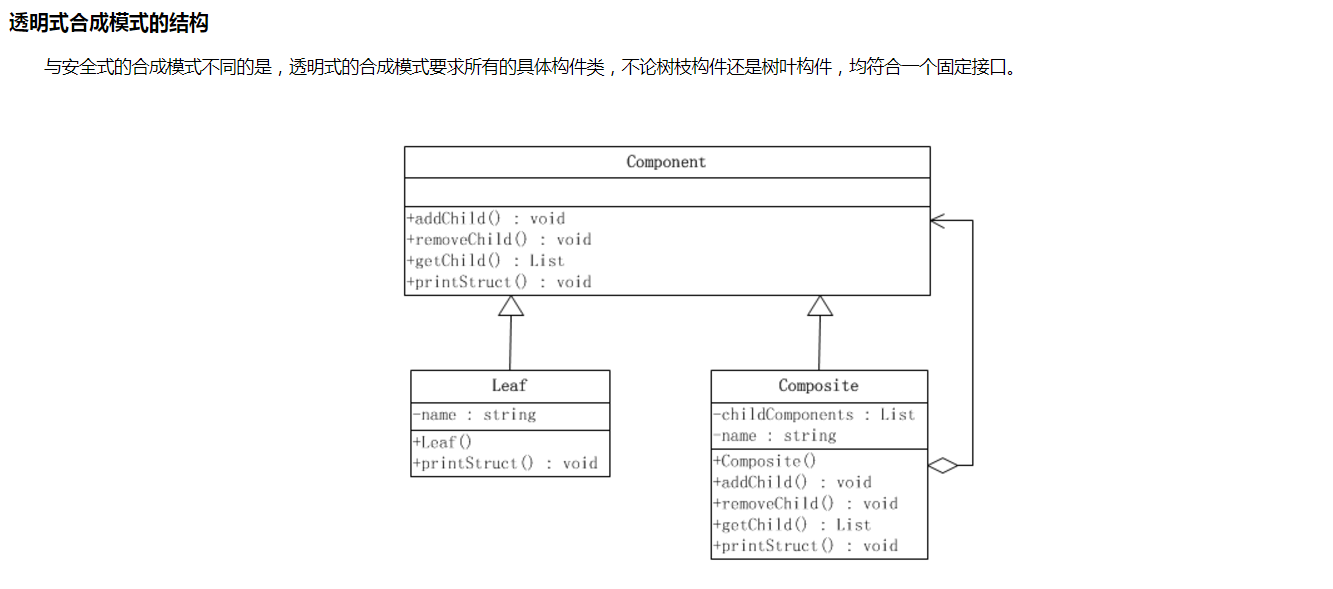 透明式合成模式的结构
与安全式的合成模式不同的是，透明式的合成模式要求所有的具体构件类，不论树枝构件还是树叶构件，均符合一个固定接口。
Component
+addChild() : void
+removeChild() : void
+getChild() : List
+printStruct() : void
Leaf
-name : string
+Leaf()
+printStruct() : void
Composite
-childComponents : List
-name : string
+Composite()
+addChild() : void
+removeChild() : void
+getChild() : List
+printStruct() : void